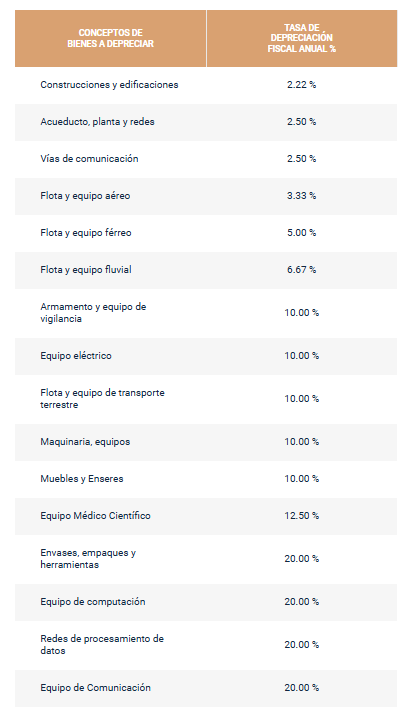 CONCEPTOS DE
BIENES A DEPRECIAR
TASA DE
DEPRECIACIÓN
FISCAL ANUAL %
Construcciones y edificaciones
2.22 %
Acueducto, planta y redes
2.50 %
Vías de comunicación
2.50 %
Flota y equipo aéreo
3.33 %
Flota y equipo férreo
5.00 %
Flota y equipo fluvial
6.67 %
Armamento y equipo de
vigilancia
10.00 %
Equipo eléctrico
10.00 %
Flota y equipo de transporte
terrestre
10.00 %
Maquinaria, equipos
10.00 %
Muebles y Enseres
10.00 %
Equipo Médico Científico
12.50 %
Envases, empaques y
herramientas
20.00 %
Equipo de computación
20.00 %
Redes de procesamiento de
datos
20.00 %
Equipo de Comunicación
20.00 %